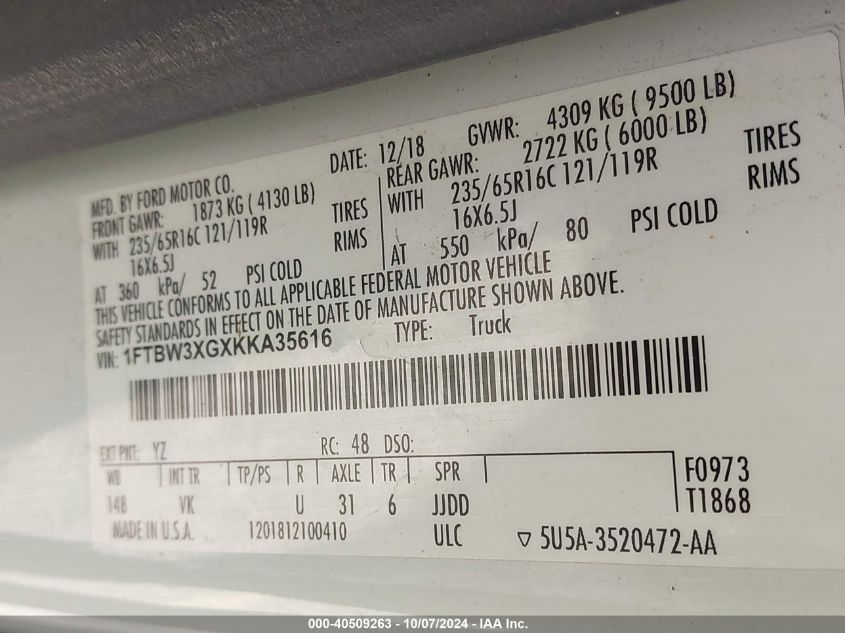 MFD. BY FORD MOTOR CO.
DATE: 12/18 GVWR: 4309 KG ( 9500 LB)
FRONT GAWR: 1873 KG ( 4130 LB)
WITH 235/65R16C 121/119R TIRES
16X6.5J RIMS
AT 360 kPa/ 52 PSI COLD
REAR GAWR: 2722 KG ( 6000 LB)
WITH 235/65R16C 121/119R TIRES
16X6.5J RIMS
AT 550 kPa/ 80 PSI COLD
THIS VEHICLE CONFORMS TO ALL APPLICABLE FEDERAL MOTOR VEHICLE
SAFETY STANDARDS IN EFFECT ON THE DATE OF MANUFACTURE SHOWN ABOVE.
VIN: 1FTBW3XGXKKA35616 TYPE: Truck
EXT PNT: YZ RC: 48 DSO:
WB INT TR TP/PS R AXLE TR SPR F0973
148 VK U 31 6 JJDD T1868
MADE IN U.S.A. 1201812100410 ULC ▽ 5U5A-3520472-AA
000-40509263 - 10/07/2024 - IAA Inc.